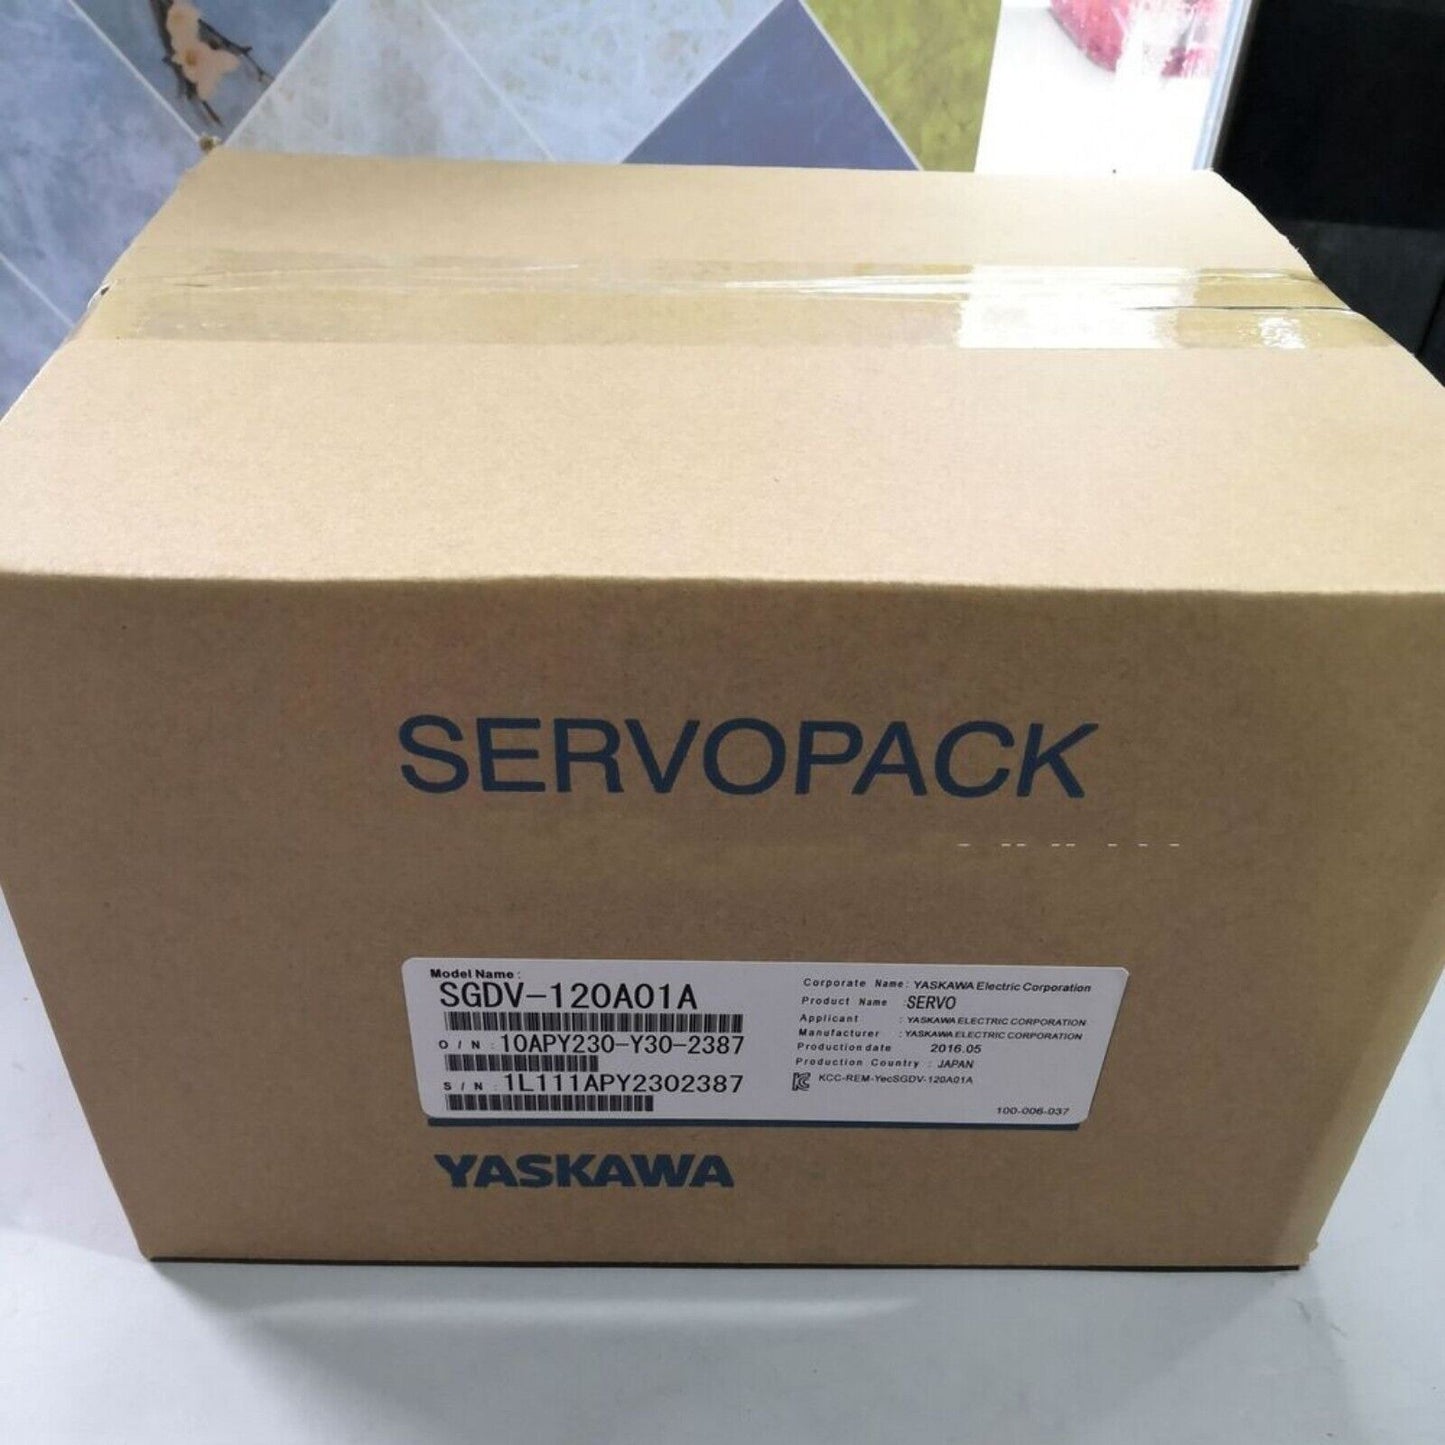 SERVOPACK
Model Name :
SGDV-120A01A
O / N : 10APY230-Y30-2387
S / N : 1L111APY2302387
Corporate Name : YASKAWA Electric Corporation
Product Name : SERVO
Applicant : YASKAWA ELECTRIC CORPORATION
Manufacturer : YASKAWA ELECTRIC CORPORATION
Production date 2016.05
Production Country : JAPAN
KCC-REM-YecSGDV-120A01A
100-006-037
YASKAWA